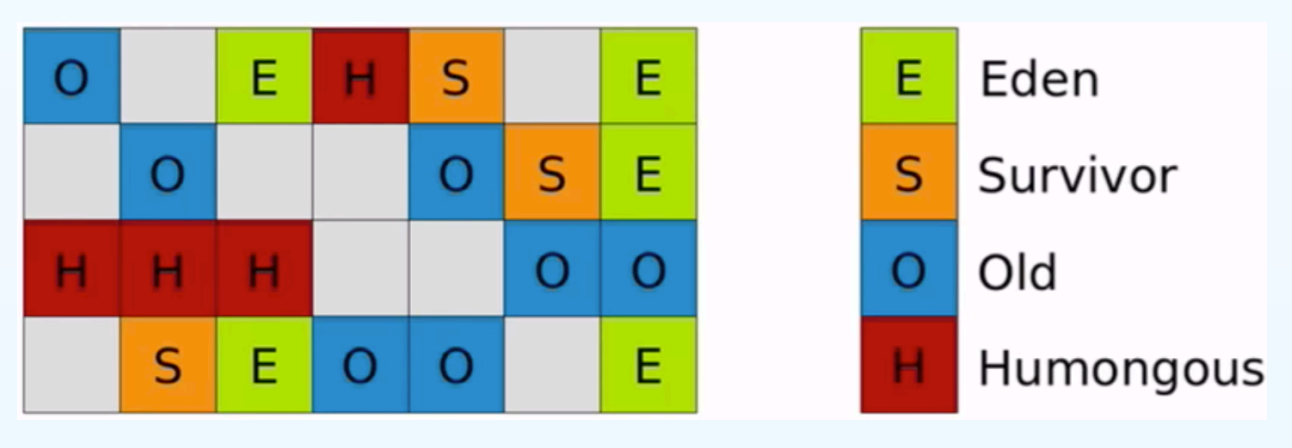 O E H S E
O O S E
H H H O O
S E O O E
E Eden
S Survivor
O Old
H Humongous